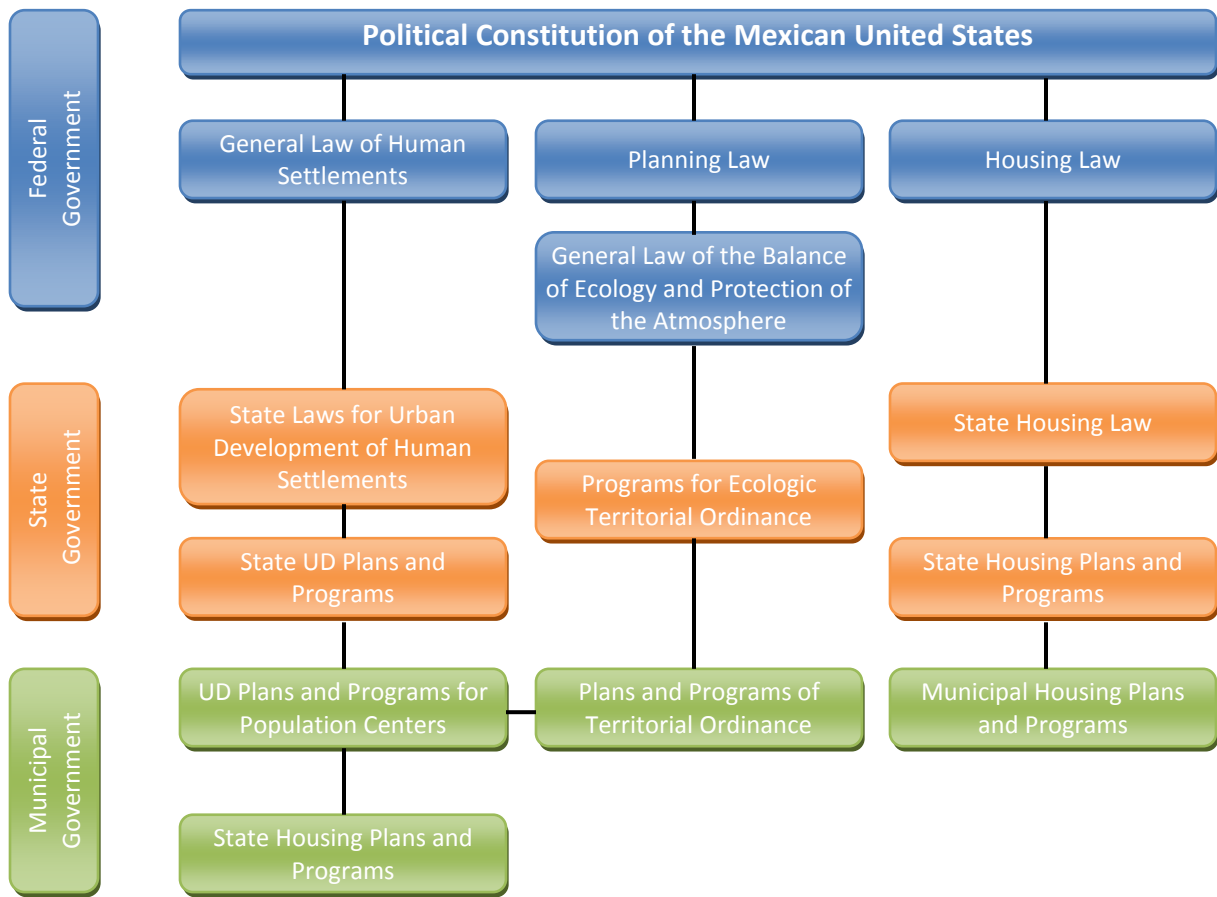 Political Constitution of the Mexican United States
Federal
Government
General Law of Human
Settlements
Planning Law
Housing Law
General Law of the Balance
of Ecology and Protection of
the Atmosphere
State
Government
State Laws for Urban
Development of Human
Settlements
State Housing Law
Programs for Ecologic
Territorial Ordinance
State UD Plans and
Programs
State Housing Plans and
Programs
Municipal
Government
UD Plans and Programs for
Population Centers
Plans and Programs of
Territorial Ordinance
Municipal Housing Plans
and Programs
State Housing Plans and
Programs